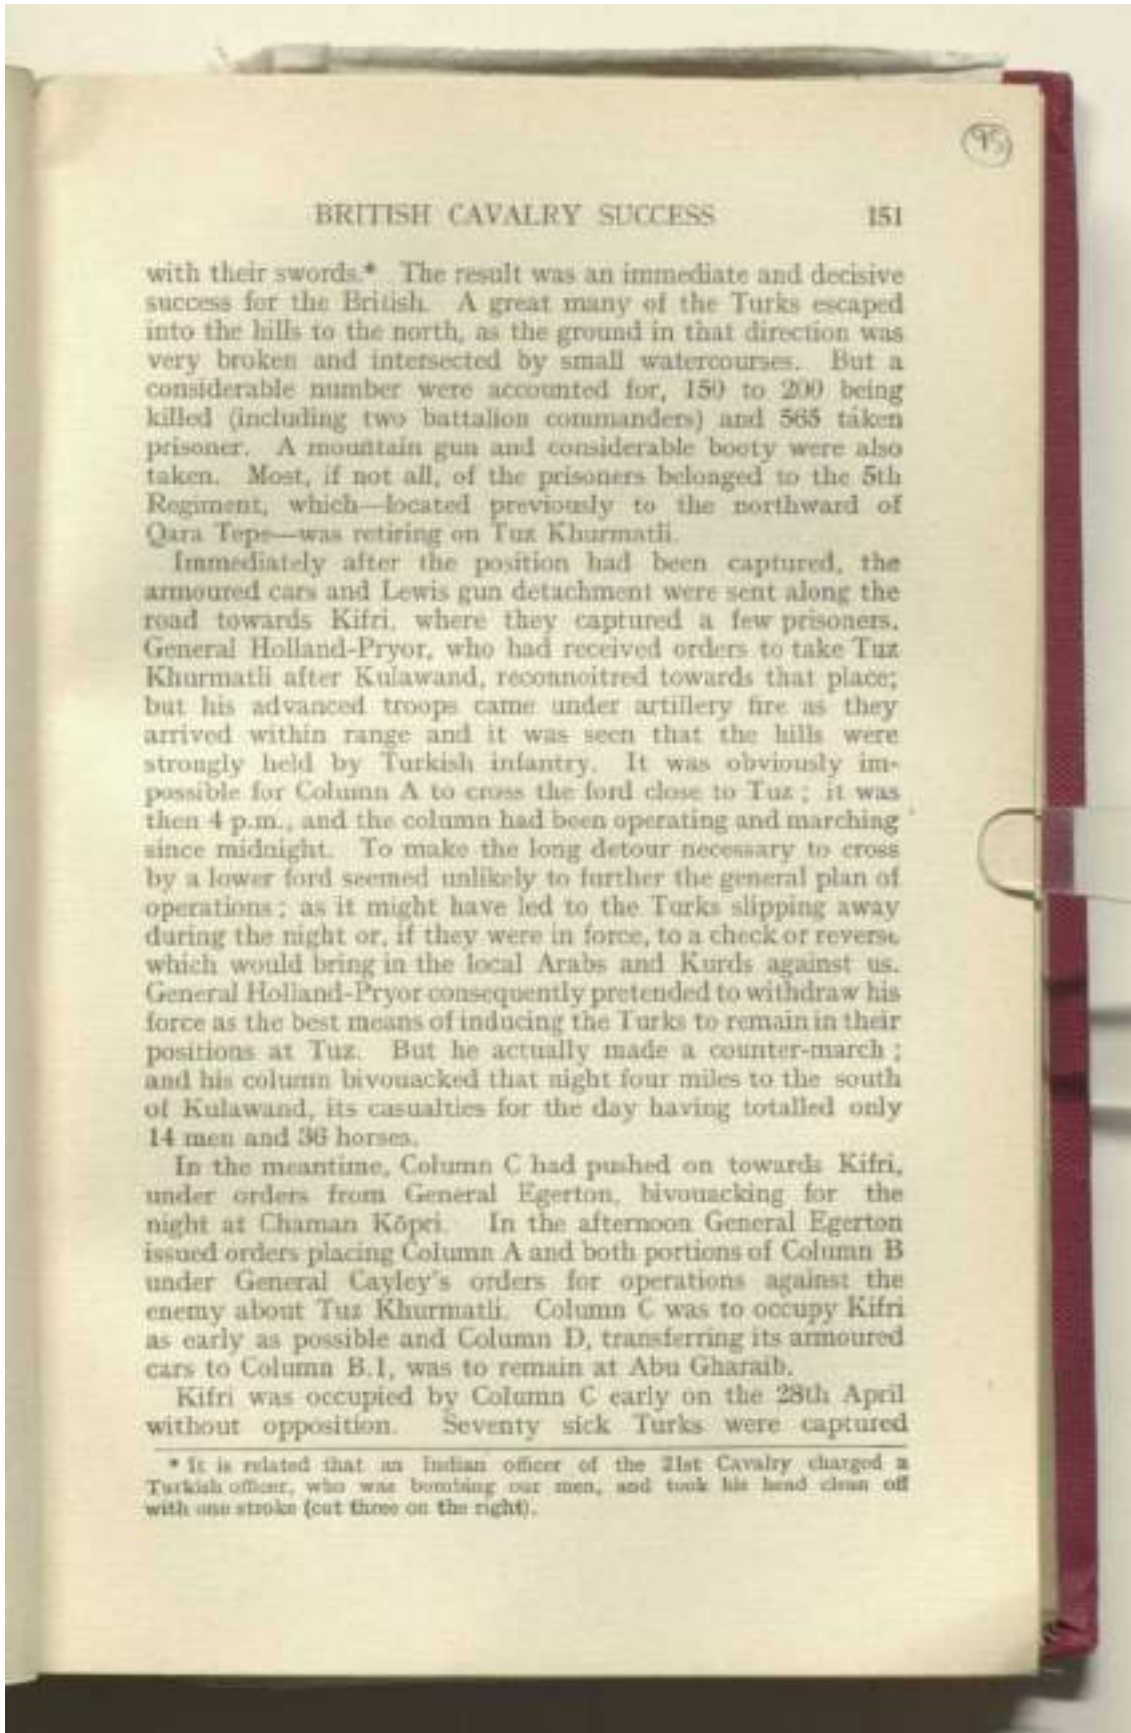 95
BRITISH CAVALRY SUCCESS 151
with their swords.* The result was an immediate and decisive
success for the British. A great many of the Turks escaped
into the hills to the north, as the ground in that direction was
very broken and intersected by small watercourses. But a
considerable number were accounted for, 150 to 200 being
killed (including two battalion commanders) and 565 taken
prisoner. A mountain gun and considerable booty were also
taken. Most, if not all, of the prisoners belonged to the 5th
Regiment, which—located previously to the northward of
Qara Tepe—was retiring on Tuz Khurmatli.
Immediately after the position had been captured, the
armoured cars and Lewis gun detachment were sent along the
road towards Kifri, where they captured a few prisoners.
General Holland-Pryor, who had received orders to take Tuz
Khurmatli after Kulawand, reconnoitred towards that place;
but his advanced troops came under artillery fire as they
arrived within range and it was seen that the hills were
strongly held by Turkish infantry. It was obviously im-
possible for Column A to cross the ford close to Tuz; it was
then 4 p.m., and the column had been operating and marching
since midnight. To make the long detour necessary to cross
by a lower ford seemed unlikely to further the general plan of
operations; as it might have led to the Turks slipping away
during the night or, if they were in force, to a check or reverse
which would bring in the local Arabs and Kurds against us.
General Holland-Pryor consequently pretended to withdraw his
force as the best means of inducing the Turks to remain in their
positions at Tuz. But he actually made a counter-march;
and his column bivouacked that night four miles to the south
of Kulawand, its casualties for the day having totalled only
14 men and 36 horses.
In the meantime, Column C had pushed on towards Kifri,
under orders from General Egerton, bivouacking for the
night at Chaman Köpri. In the afternoon General Egerton
issued orders placing Column A and both portions of Column B
under General Cayley's orders for operations against the
enemy about Tuz Khurmatli. Column C was to occupy Kifri
as early as possible and Column D, transferring its armoured
cars to Column B.1, was to remain at Abu Gharaib.
Kifri was occupied by Column C early on the 28th April
without opposition. Seventy sick Turks were captured
* It is related that an Indian officer of the 21st Cavalry charged a
Turkish officer, who was bombing our men, and took his head clean off
with one stroke (cut three on the right).